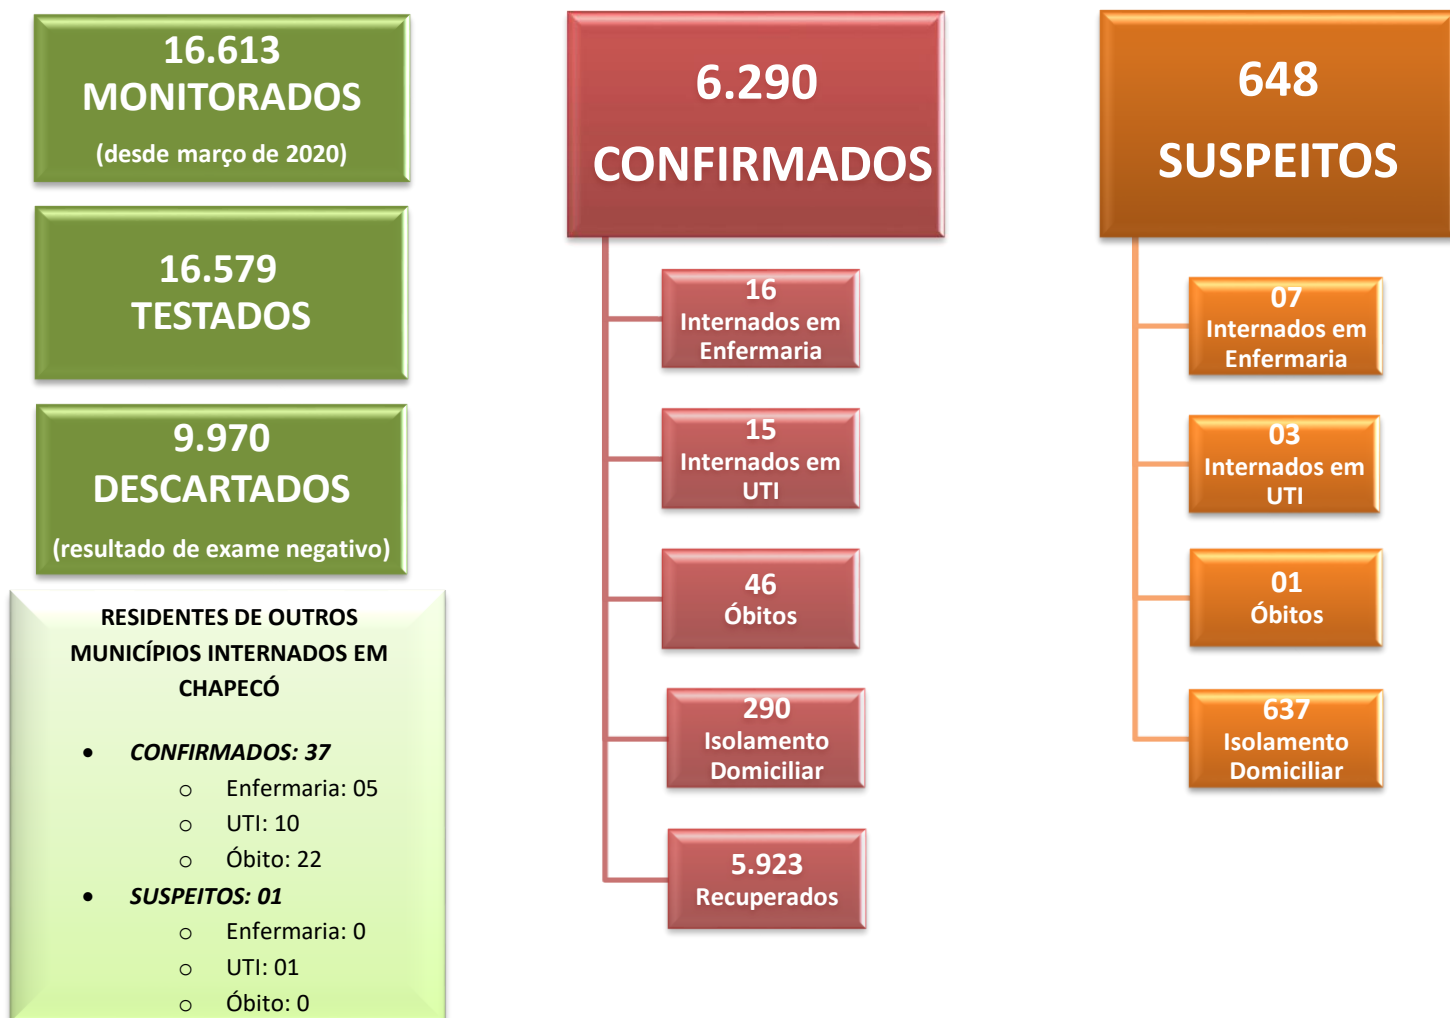 16.613
MONITORADOS
(desde março de 2020)
16.579
TESTADOS
9.970
DESCARTADOS
(resultado de exame negativo)
RESIDENTES DE OUTROS
MUNICÍPIOS INTERNADOS EM
CHAPECÓ
• CONFIRMADOS: 37
o Enfermaria: 05
o UTI: 10
o Óbito: 22
• SUSPEITOS: 01
o Enfermaria: 0
o UTI: 01
o Óbito: 0
6.290
CONFIRMADOS
16
Internados em
Enfermaria
15
Internados em
UTI
46
Óbitos
290
Isolamento
Domiciliar
5.923
Recuperados
648
SUSPEITOS
07
Internados em
Enfermaria
03
Internados em
UTI
01
Óbitos
637
Isolamento
Domiciliar